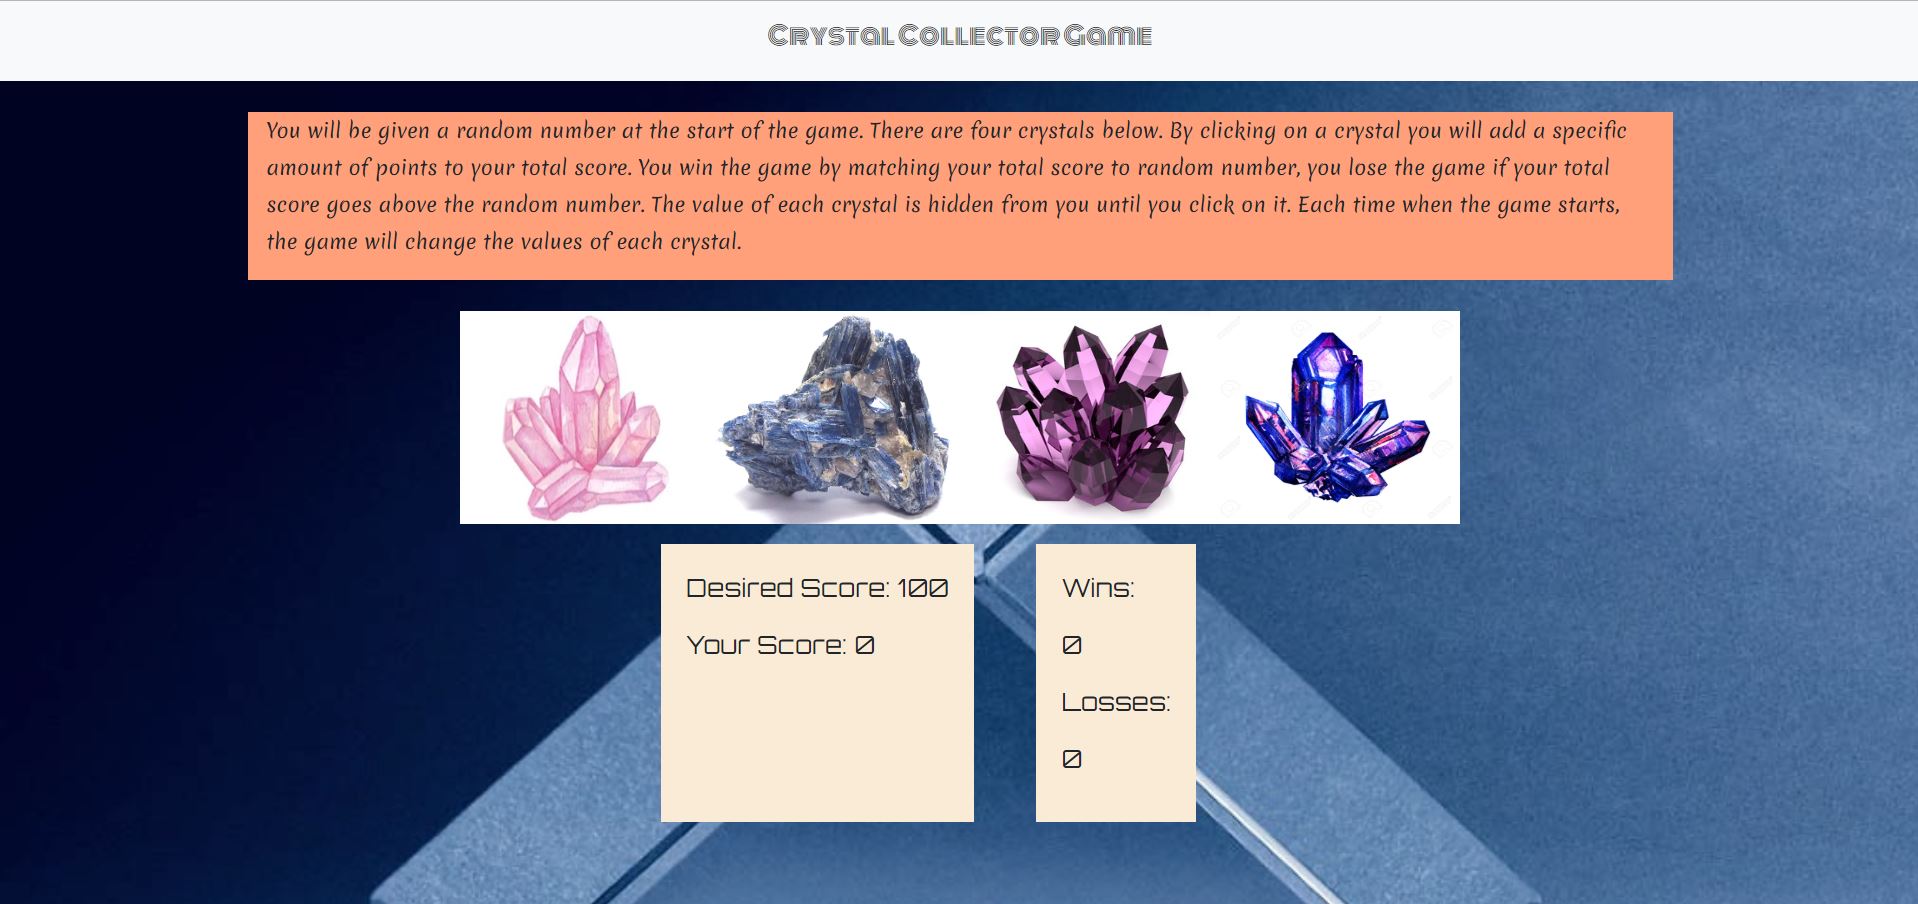 Crystal Collector Game
You will be given a random number at the start of the game. There are four crystals below. By clicking on a crystal you will add a specific
amount of points to your total score. You win the game by matching your total score to random number, you lose the game if your total
score goes above the random number. The value of each crystal is hidden from you until you click on it. Each time when the game starts,
the game will change the values of each crystal.
Desired Score: 100
Your Score: 0
Wins:
0
Losses:
0